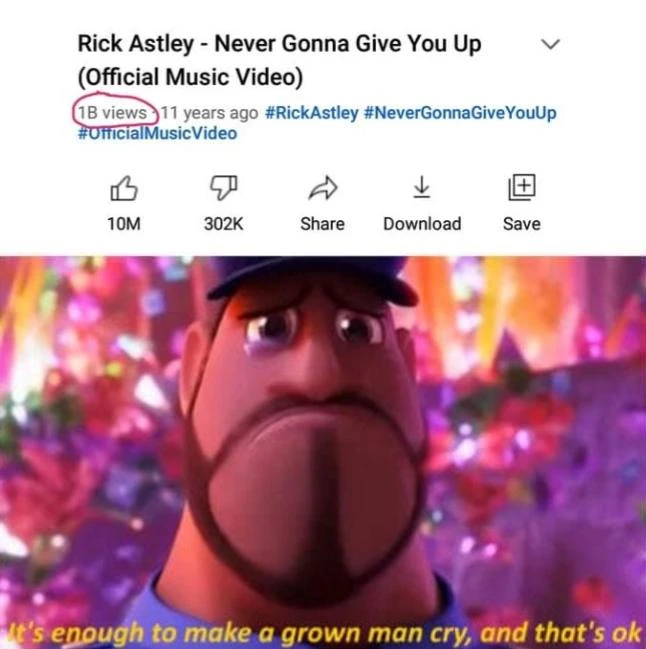 Rick Astley - Never Gonna Give You Up
(Official Music Video)
1B views · 11 years ago #RickAstley #NeverGonnaGiveYouUp
#OfficialMusicVideo
10M 302K Share Download Save
It's enough to make a grown man cry, and that's ok